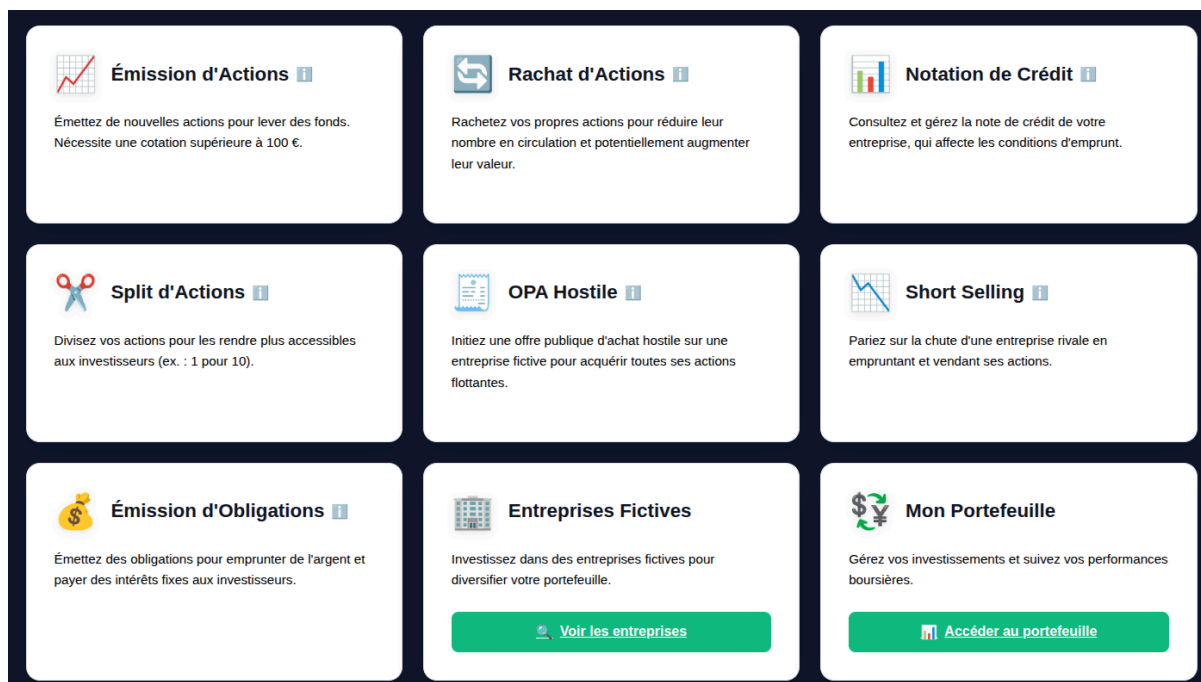 Émission d'Actions ℹ️
Émettez de nouvelles actions pour lever des fonds.
Nécessite une cotation supérieure à 100 €.
Rachat d'Actions ℹ️
Rachetez vos propres actions pour réduire leur
nombre en circulation et potentiellement augmenter
leur valeur.
Notation de Crédit ℹ️
Consultez et gérez la note de crédit de votre
entreprise, qui affecte les conditions d'emprunt.
Split d'Actions ℹ️
Divisez vos actions pour les rendre plus accessibles
aux investisseurs (ex. : 1 pour 10).
OPA Hostile ℹ️
Initiez une offre publique d'achat hostile sur une
entreprise fictive pour acquérir toutes ses actions
flottantes.
Short Selling ℹ️
Pariez sur la chute d'une entreprise rivale en
empruntant et vendant ses actions.
Émission d'Obligations ℹ️
Émettez des obligations pour emprunter de l'argent et
payer des intérêts fixes aux investisseurs.
Entreprises Fictives
Investissez dans des entreprises fictives pour
diversifier votre portefeuille.
Voir les entreprises
Mon Portefeuille
Gérez vos investissements et suivez vos performances
boursières.
Accéder au portefeuille